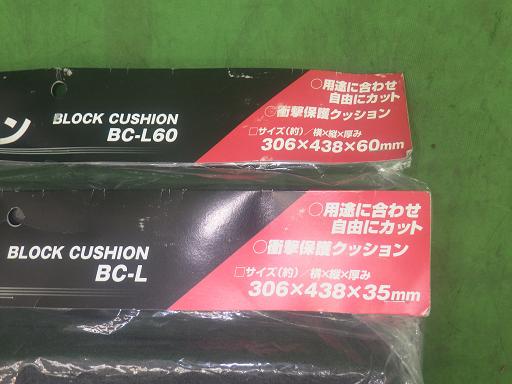 ン
BLOCK CUSHION
BC-L60
○用途に合わせ
自由にカット
○衝撃保護クッション
□サイズ(約)/横×縦×厚み
306×438×60mm
BLOCK CUSHION
BC-L
○用途に合わせ
自由にカット
○衝撃保護クッション
□サイズ(約)/横×縦×厚み
306×438×35mm